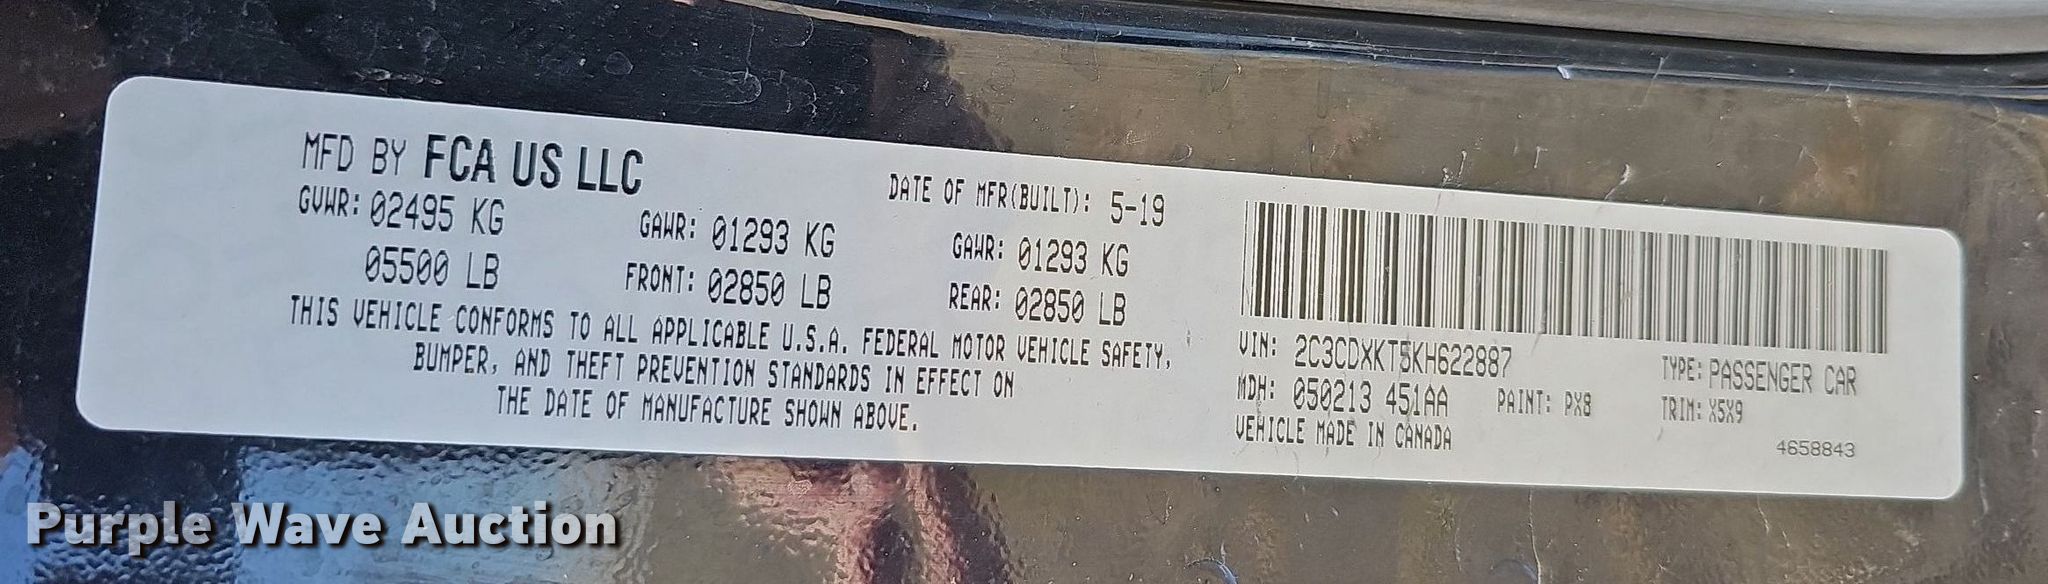 MFD BY FCA US LLC
DATE OF MFR(BUILT): 5-19
GVWR: 02495 KG
05500 LB
GAWR: 01293 KG
FRONT: 02850 LB
GAWR: 01293 KG
REAR: 02850 LB
THIS VEHICLE CONFORMS TO ALL APPLICABLE U.S.A. FEDERAL MOTOR VEHICLE SAFETY,
BUMPER, AND THEFT PREVENTION STANDARDS IN EFFECT ON
THE DATE OF MANUFACTURE SHOWN ABOVE.
VIN: 2C3CDXKT5KH622887
TYPE: PASSENGER CAR
MDH: 050213 451AA
PAINT: PX8
TRIM: X5X9
VEHICLE MADE IN CANADA
4658843
Purple Wave Auction